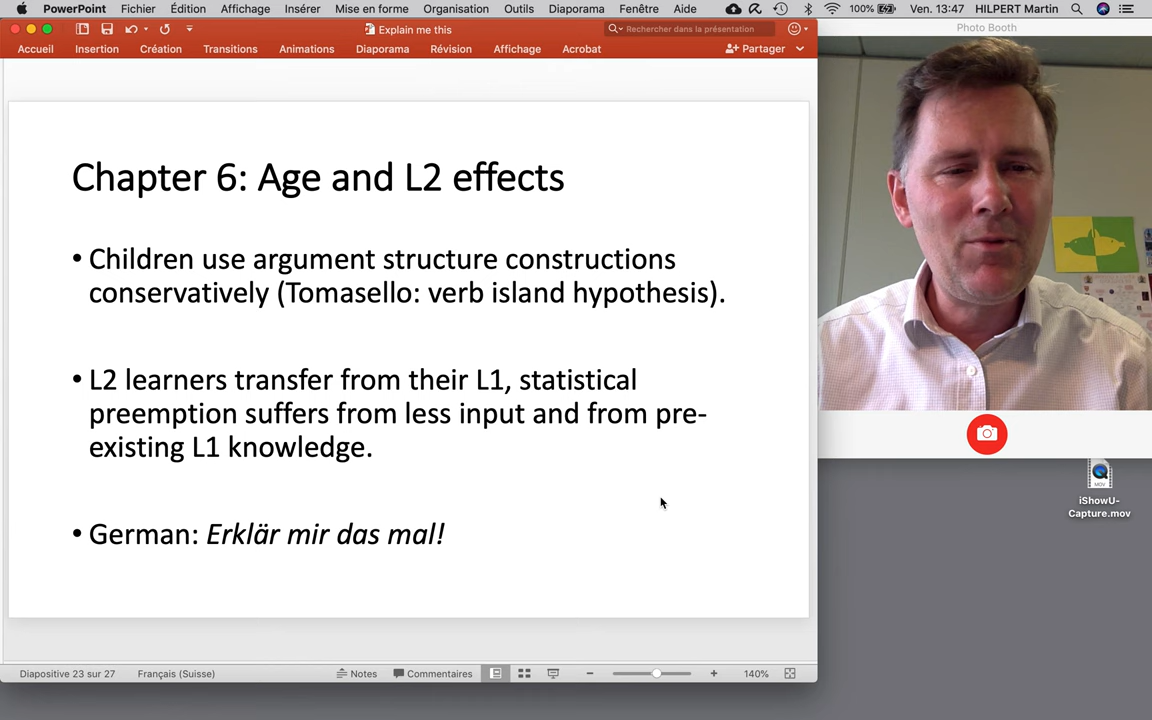 PowerPoint Fichier Édition Affichage Insérer Mise en forme Organisation Outils Diaporama Fenêtre Aide 100% Ven. 13:47 HILPERT Martin
Explain me this
Rechercher dans la présentation
Photo Booth
Accueil Insertion Création Transitions Animations Diaporama Révision Affichage Acrobat Partager
Chapter 6: Age and L2 effects
• Children use argument structure constructions
conservatively (Tomasello: verb island hypothesis).
• L2 learners transfer from their L1, statistical
preemption suffers from less input and from pre-
existing L1 knowledge.
• German: Erklär mir das mal!
MOV
iShowU-
Capture.mov
Diapositive 23 sur 27 Français (Suisse) Notes Commentaires 140%